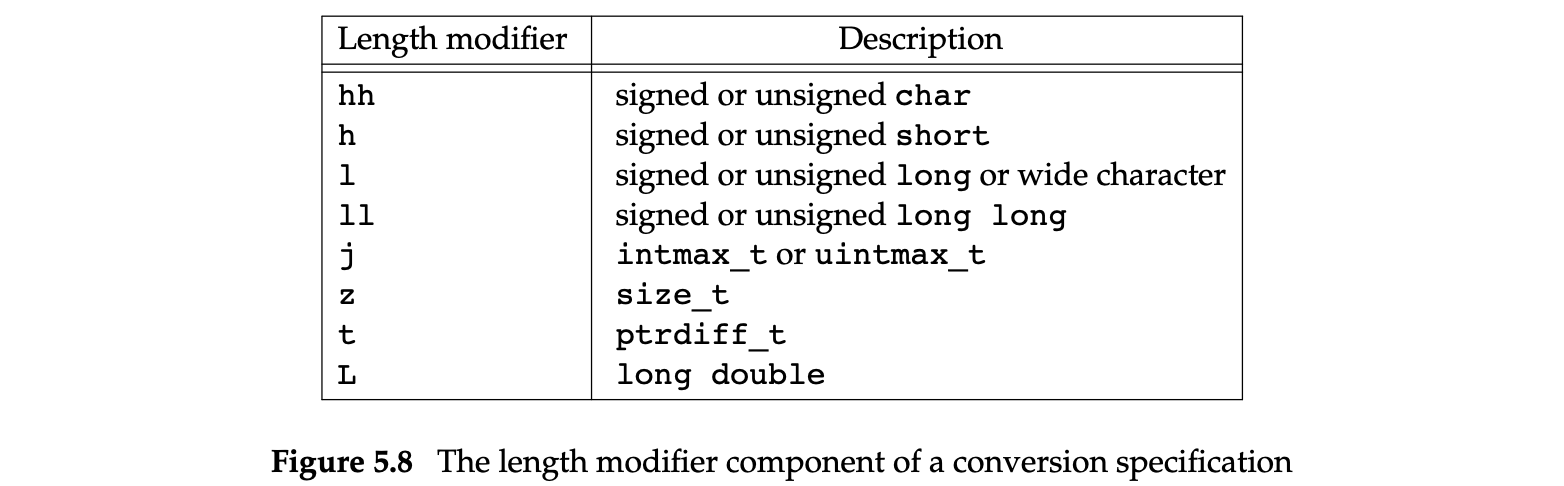 Length modifier Description
hh signed or unsigned char
h signed or unsigned short
l signed or unsigned long or wide character
ll signed or unsigned long long
j intmax_t or uintmax_t
z size_t
t ptrdiff_t
L long double
Figure 5.8 The length modifier component of a conversion specification